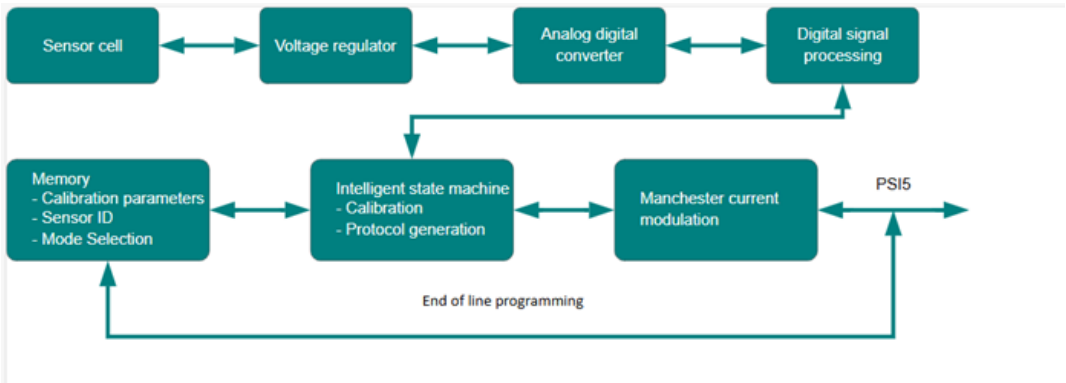 Sensor cell
Voltage regulator
Analog digital
converter
Digital signal
processing
Memory
- Calibration parameters
- Sensor ID
- Mode Selection
Intelligent state machine
- Calibration
- Protocol generation
Manchester current
modulation
PSI5
End of line programming